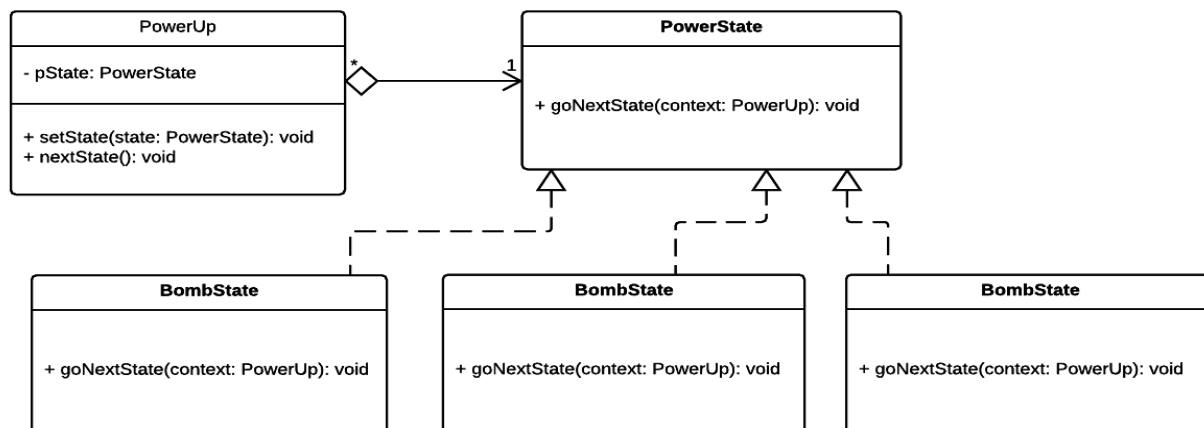 PowerUp
- pState: PowerState
+ setState(state: PowerState): void
+ nextState(): void
*
1
PowerState
+ goNextState(context: PowerUp): void
BombState
+ goNextState(context: PowerUp): void
BombState
+ goNextState(context: PowerUp): void
BombState
+ goNextState(context: PowerUp): void